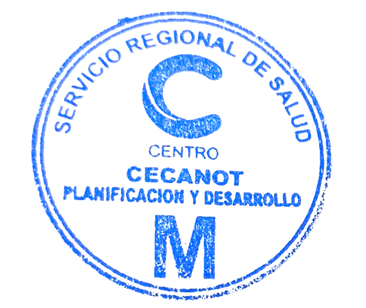 SERVICIO REGIONAL DE SALUD
C
CENTRO
CECANOT
PLANIFICACION Y DESARROLLO
M